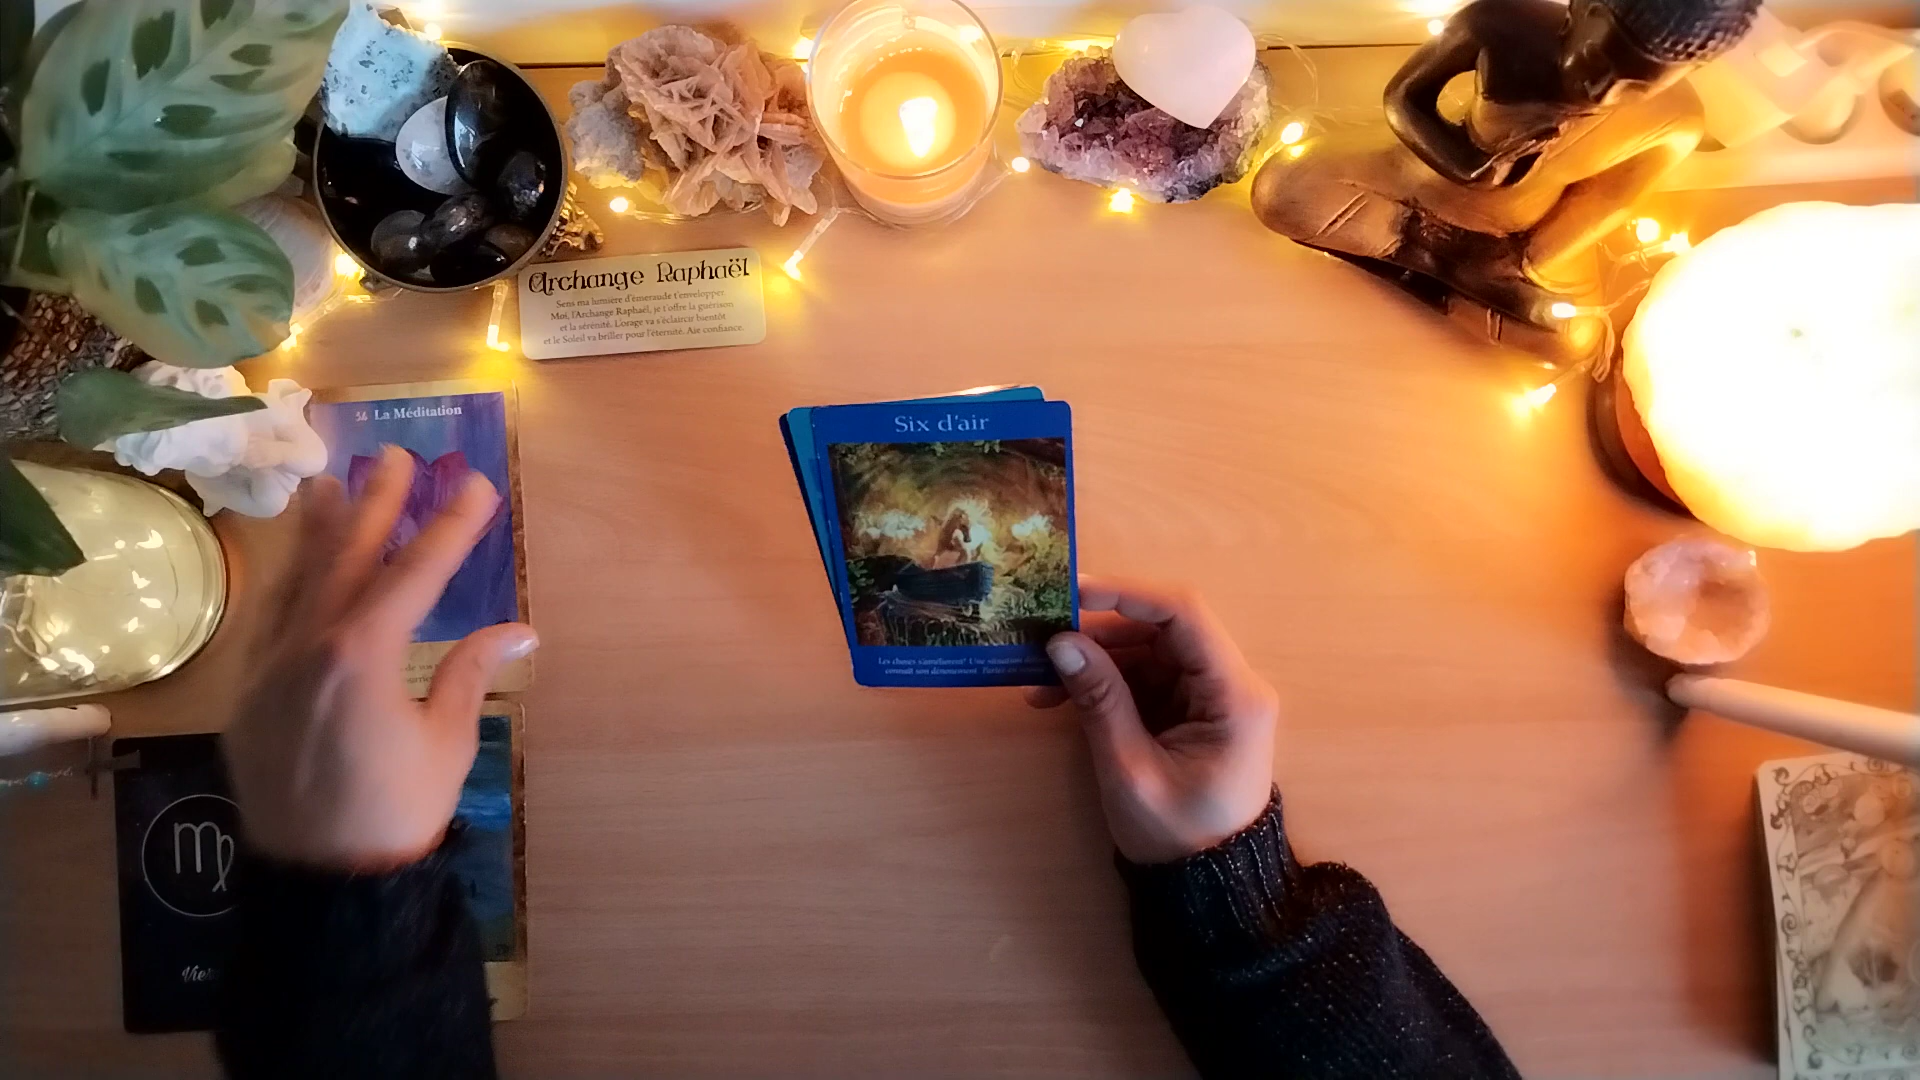 Archange Raphaël
Sens ma lumière d'émeraude t'envelopper.
Moi, l'Archange Raphaël, je t'offre la guérison
et la sérénité. L'orage va s'éclaircir bientôt
et le Soleil va briller pour l'éternité. Aie confiance.
56 La Méditation
Six d'air
Les choses s'améliorent! Une situation
connaît son dénouement.
de vos